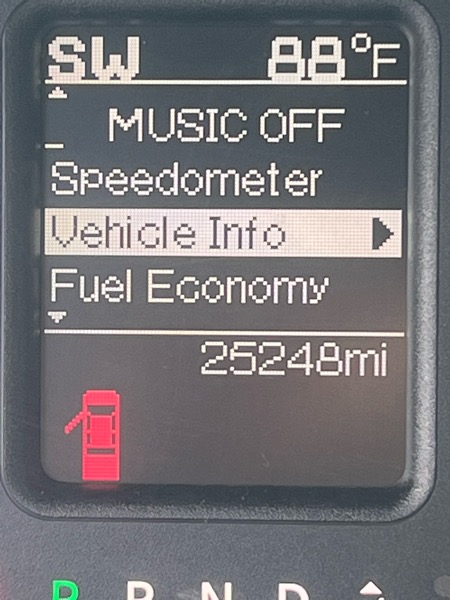 SW 88°F
MUSIC OFF
Speedometer
Vehicle Info
Fuel Economy
25248mi
P R N D